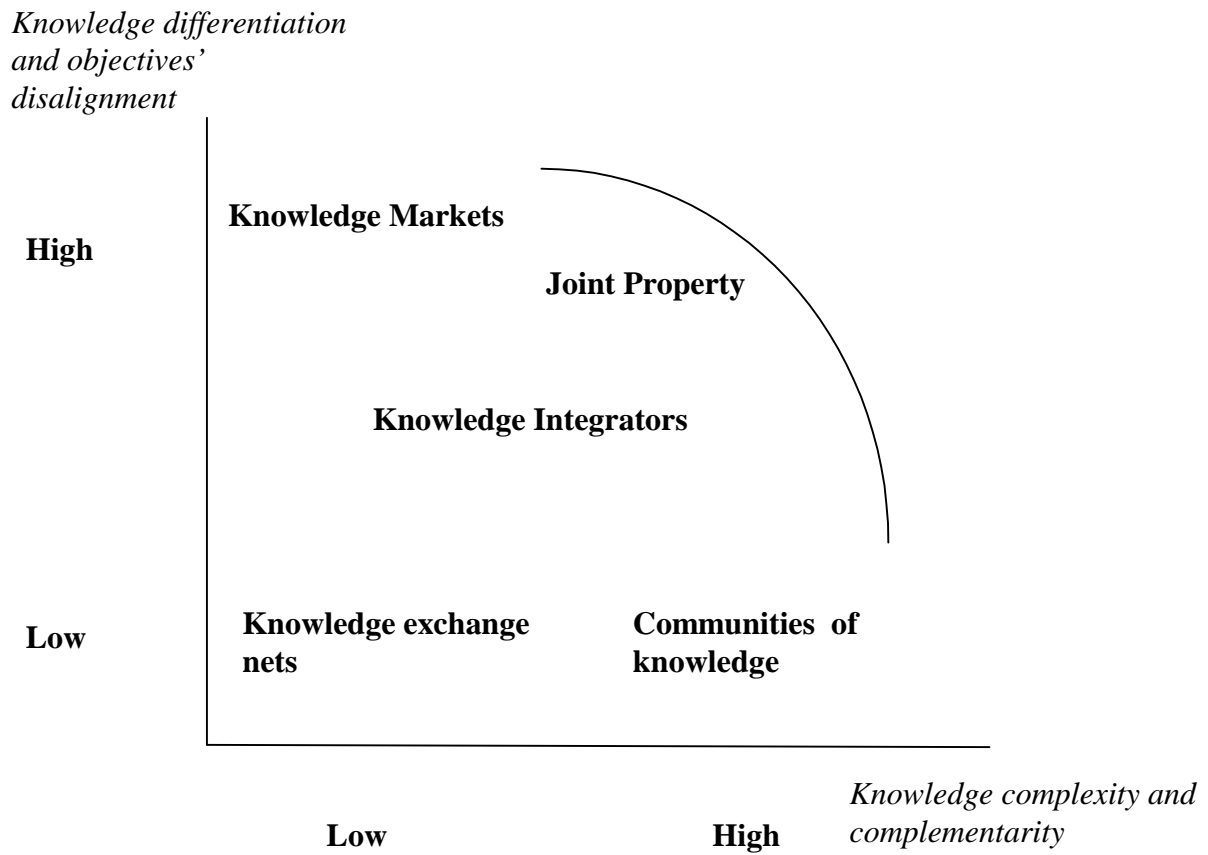 Knowledge differentiation
and objectives’
disalignment
Knowledge Markets
High
Joint Property
Knowledge Integrators
Low
Knowledge exchange
nets
Communities of
knowledge
Knowledge complexity and
complementarity
Low
High